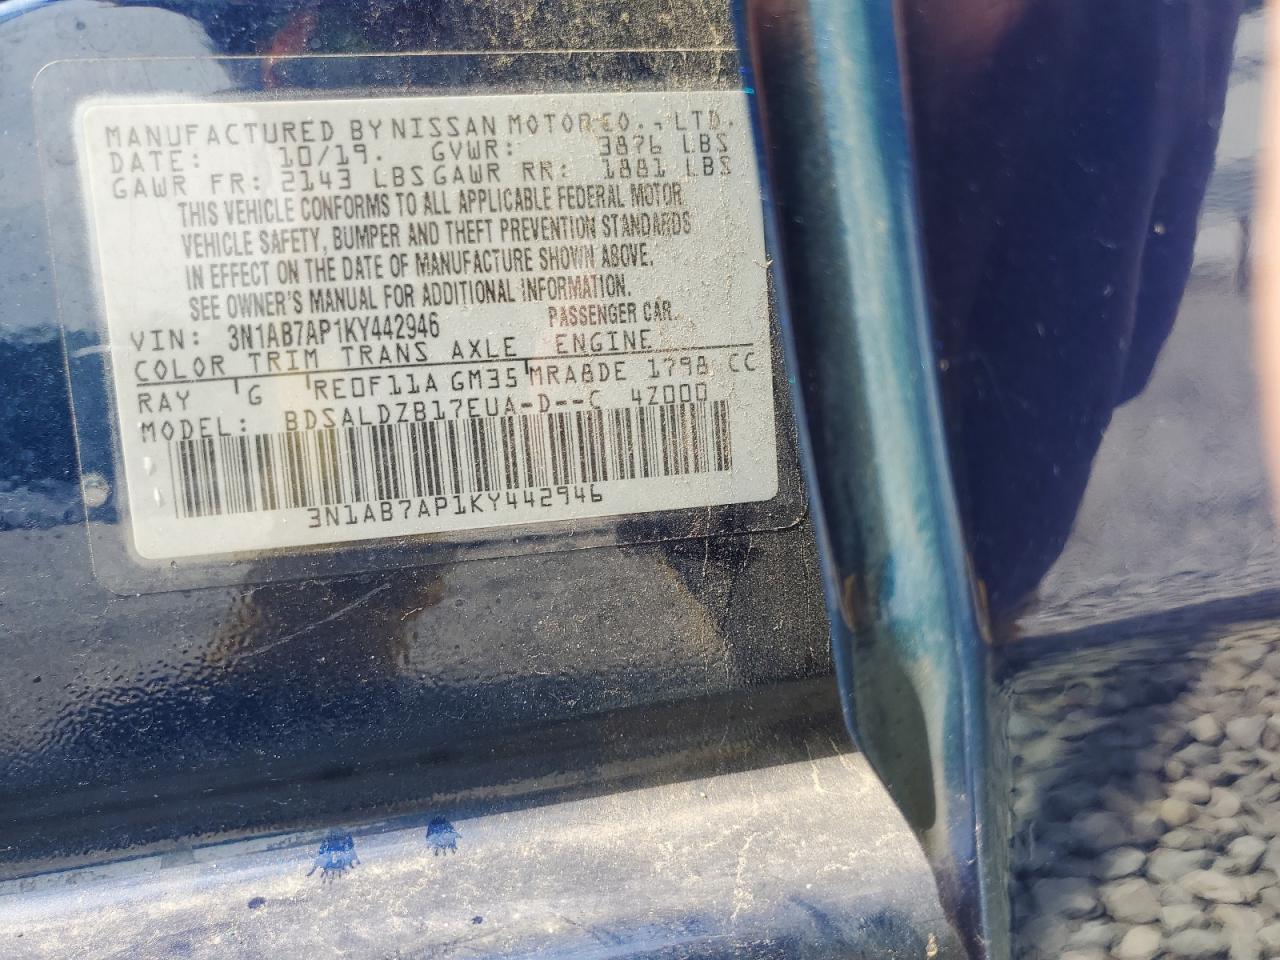 MANUFACTURED BY NISSAN MOTOR CO., LTD.
DATE: 10/19. GVWR: 3876 LBS
GAWR FR: 2143 LBS GAWR RR: 1881 LBS
THIS VEHICLE CONFORMS TO ALL APPLICABLE FEDERAL MOTOR
VEHICLE SAFETY, BUMPER AND THEFT PREVENTION STANDARDS
IN EFFECT ON THE DATE OF MANUFACTURE SHOWN ABOVE.
SEE OWNER'S MANUAL FOR ADDITIONAL INFORMATION.
VIN: 3N1AB7AP1KY442946 PASSENGER CAR.
COLOR TRIM TRANS AXLE ENGINE
RAY G RE0F11A GM35 MRA8DE 1798 CC
MODEL: BDSALDZB17EUA-D--C 4Z000
3N1AB7AP1KY442946